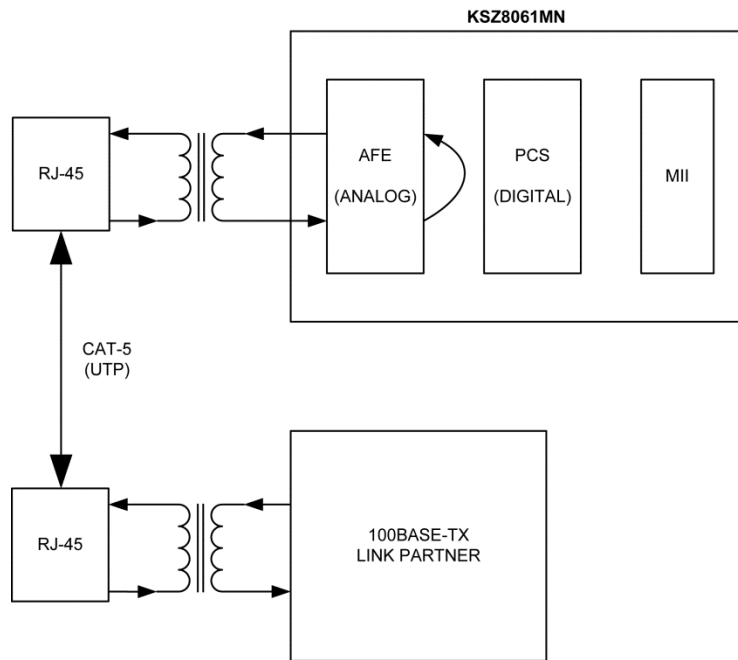 KSZ8061MN
RJ-45
AFE
(ANALOG)
PCS
(DIGITAL)
MII
CAT-5
(UTP)
RJ-45
100BASE-TX
LINK PARTNER